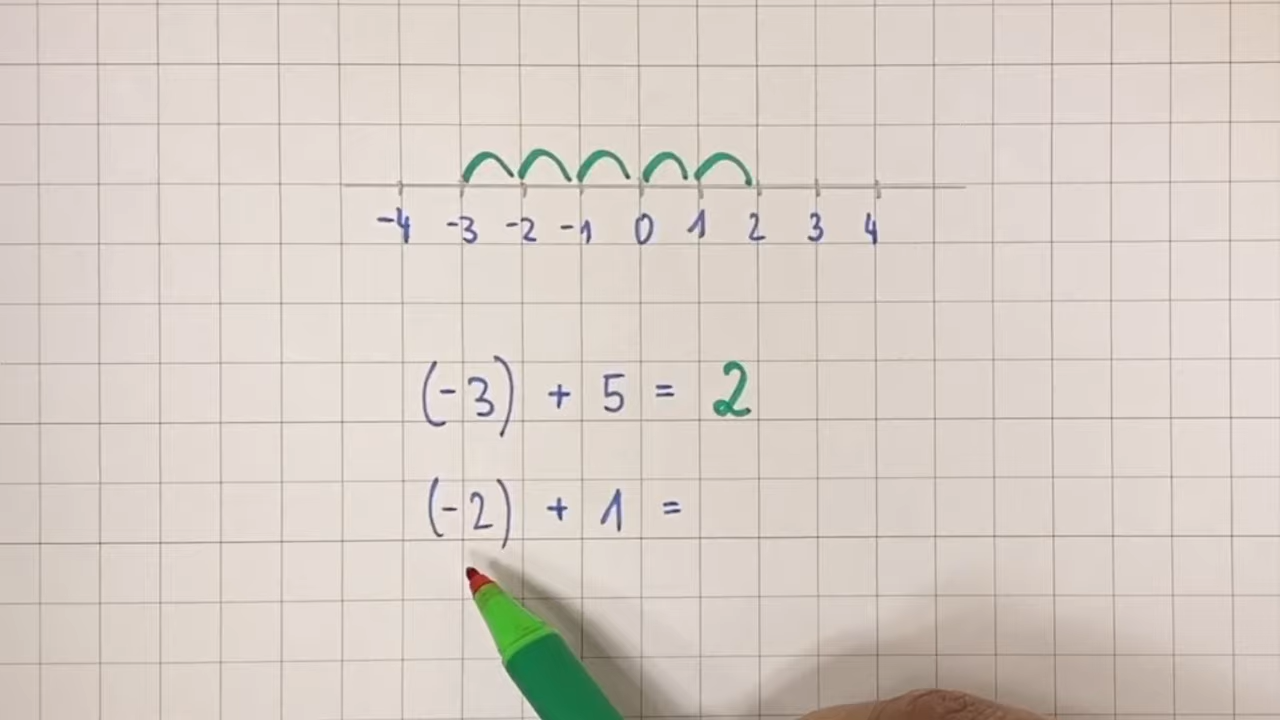 -4 -3 -2 -1 0 1 2 3 4
(-3) + 5 = 2
(-2) + 1 =